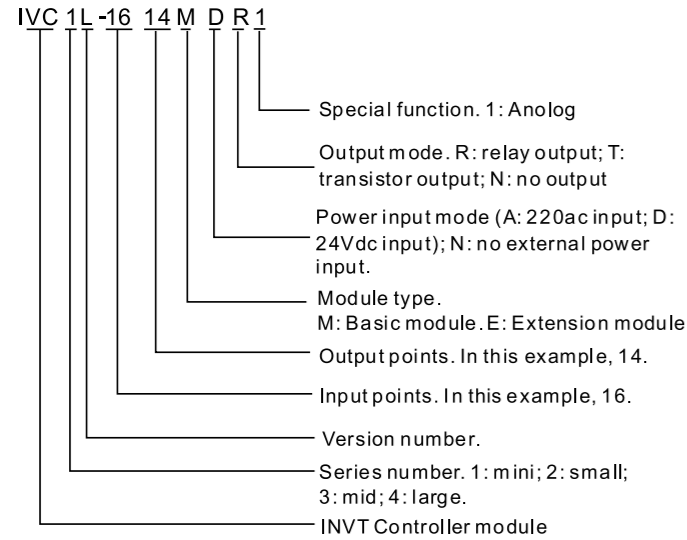 IVC 1L-16 14 M D R 1
Special function. 1: Anolog
Output mode. R: relay output; T:
transistor output; N: no output
Power input mode (A: 220ac input; D:
24Vdc input); N: no external power
input.
Module type.
M: Basic module. E: Extension module
Output points. In this example, 14.
Input points. In this example, 16.
Version number.
Series number. 1: mini; 2: small;
3: mid; 4: large.
INVT Controller module